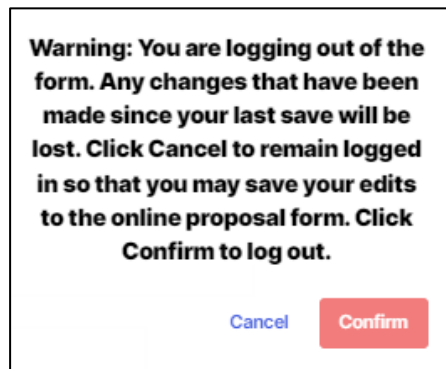 Warning: You are logging out of the
form. Any changes that have been
made since your last save will be
lost. Click Cancel to remain logged
in so that you may save your edits
to the online proposal form. Click
Confirm to log out.
Cancel Confirm